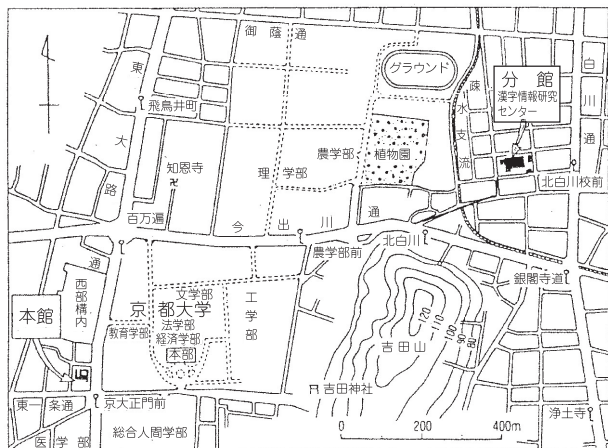 御蔭通
グラウンド
分館
漢字情報研究
センター
白川通
疏水支流
東大路
飛鳥井町
知恩寺
農学部
植物園
理学部
北白川校前
百万遍
今出川通
農学部前
北白川
銀閣寺道
西部構内
京都大学
文学部
法学部
経済学部
教育学部
本部
工学部
本館
120
110
100
90
80
吉田山
吉田神社
東一条通
京大正門前
浄土寺
医学部
総合人間学部
0 200 400m